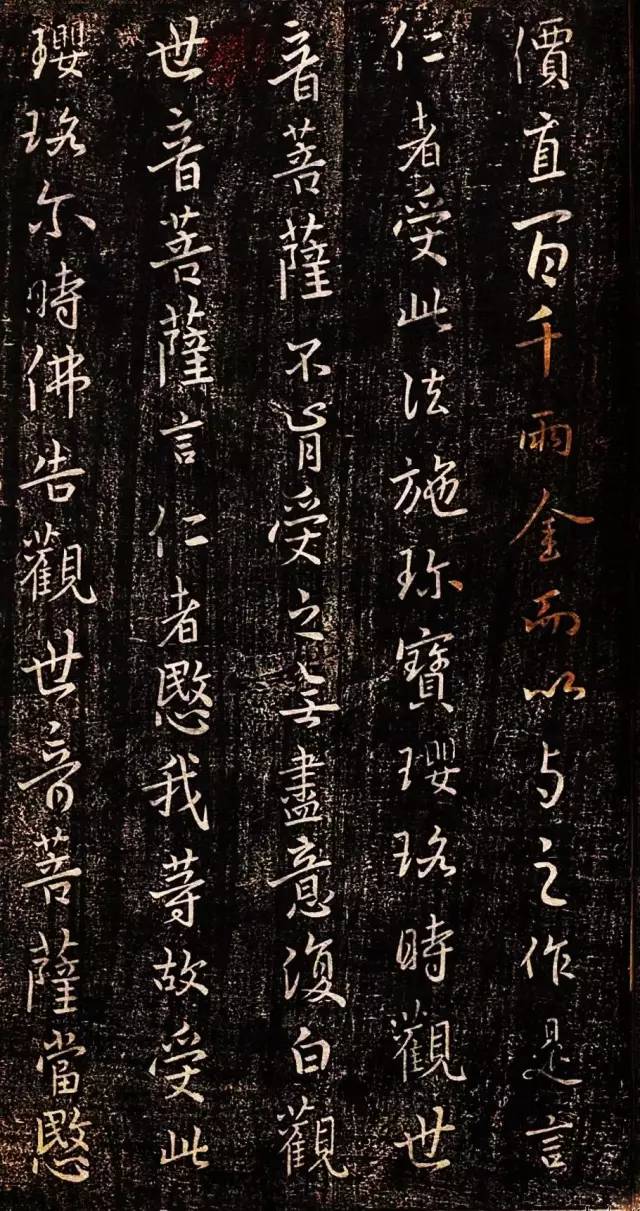 價直百千兩金而以与之作是言
仁者受此法施珎寶瓔珞時觀世
音菩薩不肯受之无盡意復白觀
世音菩薩言仁者愍我等故受此
瓔珞尓時佛告觀世音菩薩當愍